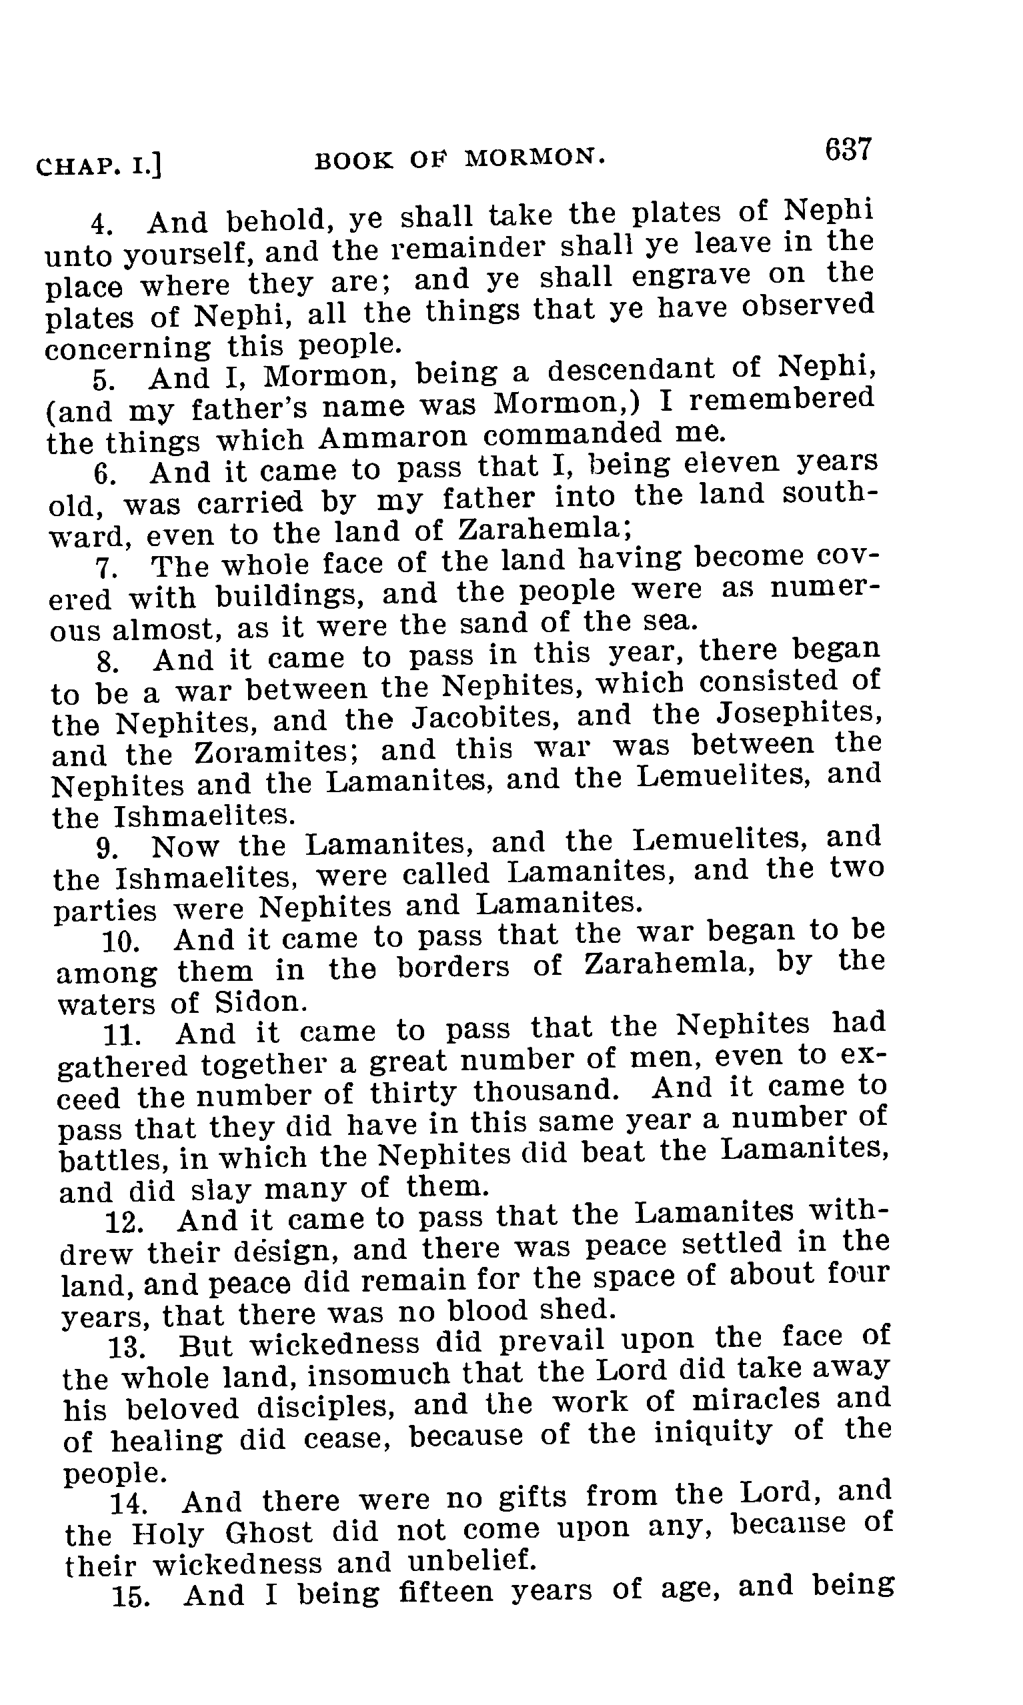 CHAP. I.] BOOK OF MORMON. 637
4. And behold, ye shall take the plates of Nephi
unto yourself, and the remainder shall ye leave in the
place where they are; and ye shall engrave on the
plates of Nephi, all the things that ye have observed
concerning this people.
5. And I, Mormon, being a descendant of Nephi,
(and my father's name was Mormon,) I remembered
the things which Ammaron commanded me.
6. And it came to pass that I, being eleven years
old, was carried by my father into the land south-
ward, even to the land of Zarahemla;
7. The whole face of the land having become cov-
ered with buildings, and the people were as numer-
ous almost, as it were the sand of the sea.
8. And it came to pass in this year, there began
to be a war between the Nephites, which consisted of
the Nephites, and the Jacobites, and the Josephites,
and the Zoramites; and this war was between the
Nephites and the Lamanites, and the Lemuelites, and
the Ishmaelites.
9. Now the Lamanites, and the Lemuelites, and
the Ishmaelites, were called Lamanites, and the two
parties were Nephites and Lamanites.
10. And it came to pass that the war began to be
among them in the borders of Zarahemla, by the
waters of Sidon.
11. And it came to pass that the Nephites had
gathered together a great number of men, even to ex-
ceed the number of thirty thousand. And it came to
pass that they did have in this same year a number of
battles, in which the Nephites did beat the Lamanites,
and did slay many of them.
12. And it came to pass that the Lamanites with-
drew their design, and there was peace settled in the
land, and peace did remain for the space of about four
years, that there was no blood shed.
13. But wickedness did prevail upon the face of
the whole land, insomuch that the Lord did take away
his beloved disciples, and the work of miracles and
of healing did cease, because of the iniquity of the
people.
14. And there were no gifts from the Lord, and
the Holy Ghost did not come upon any, because of
their wickedness and unbelief.
15. And I being fifteen years of age, and being